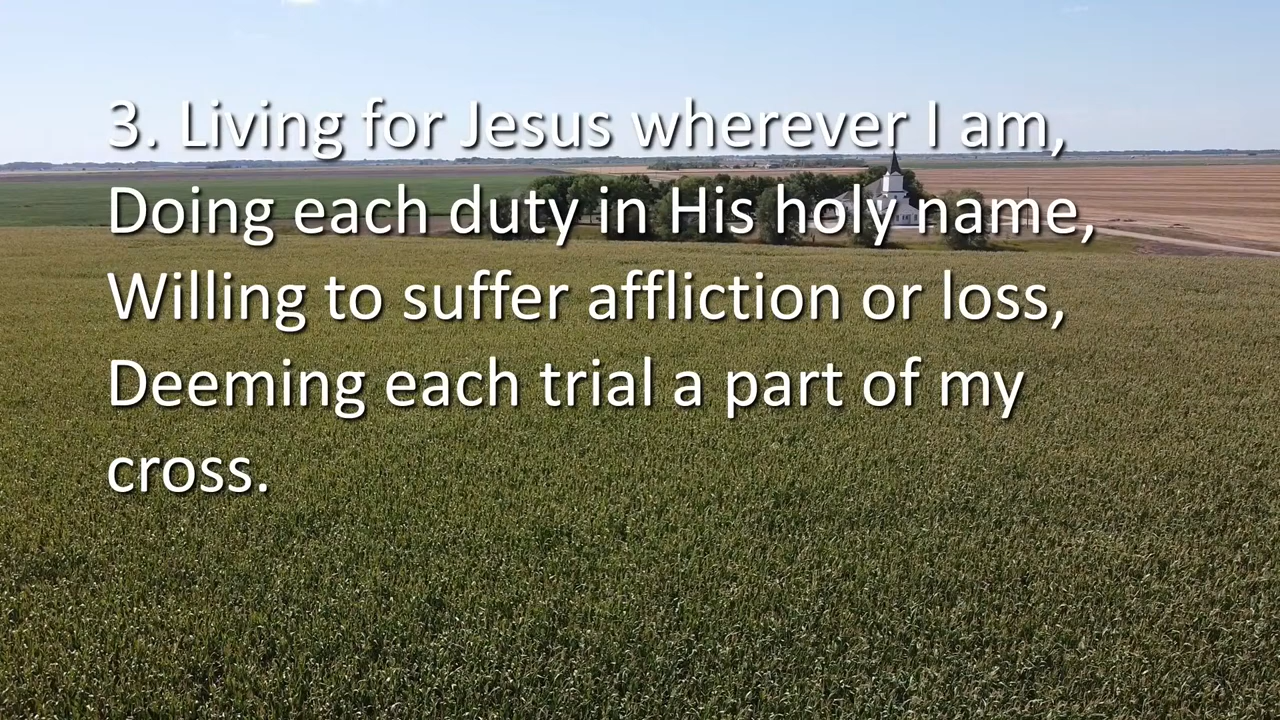 3. Living for Jesus wherever I am,
Doing each duty in His holy name,
Willing to suffer affliction or loss,
Deeming each trial a part of my
cross.